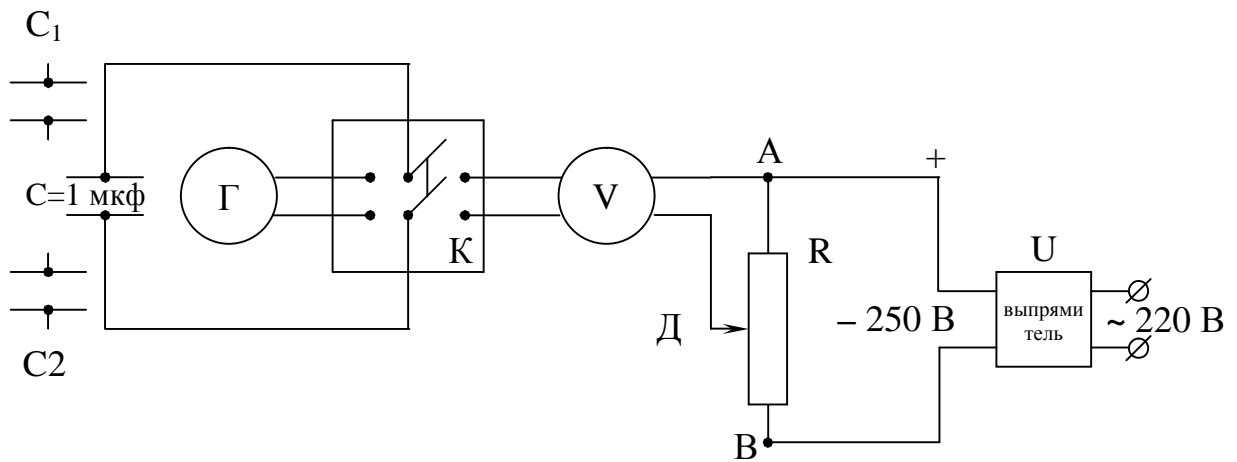 C₁
C=1 мкф
C2
Г
К
V
А
Д
R
В
+
– 250 В
U
выпрями
тель
~ 220 В